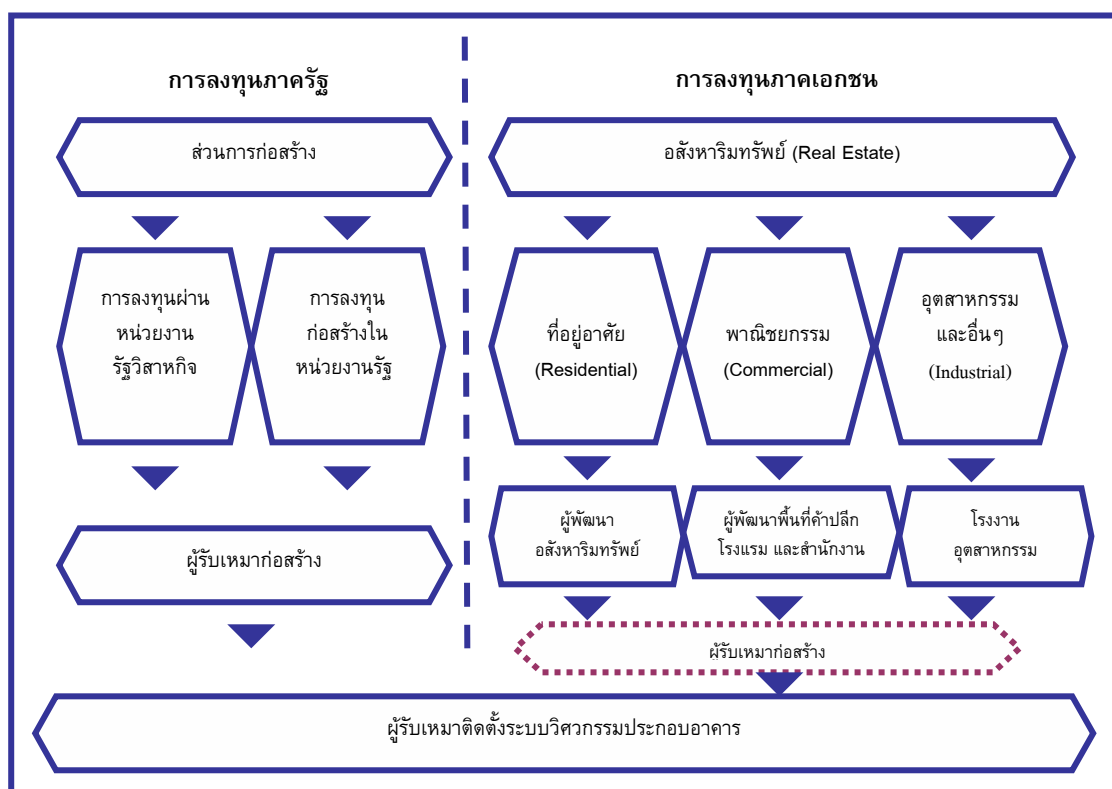 การลงทุนภาครัฐ
ส่วนการก่อสร้าง
การลงทุนผ่าน
หน่วยงาน
รัฐวิสาหกิจ
การลงทุน
ก่อสร้างใน
หน่วยงานรัฐ
ผู้รับเหมาก่อสร้าง
การลงทุนภาคเอกชน
อสังหาริมทรัพย์ (Real Estate)
ที่อยู่อาศัย
(Residential)
พาณิชยกรรม
(Commercial)
อุตสาหกรรม
และอื่นๆ
(Industrial)
ผู้พัฒนา
อสังหาริมทรัพย์
ผู้พัฒนาพื้นที่ค้าปลีก
โรงแรม และสำนักงาน
โรงงาน
อุตสาหกรรม
ผู้รับเหมาก่อสร้าง
ผู้รับเหมาติดตั้งระบบวิศวกรรมประกอบอาคาร